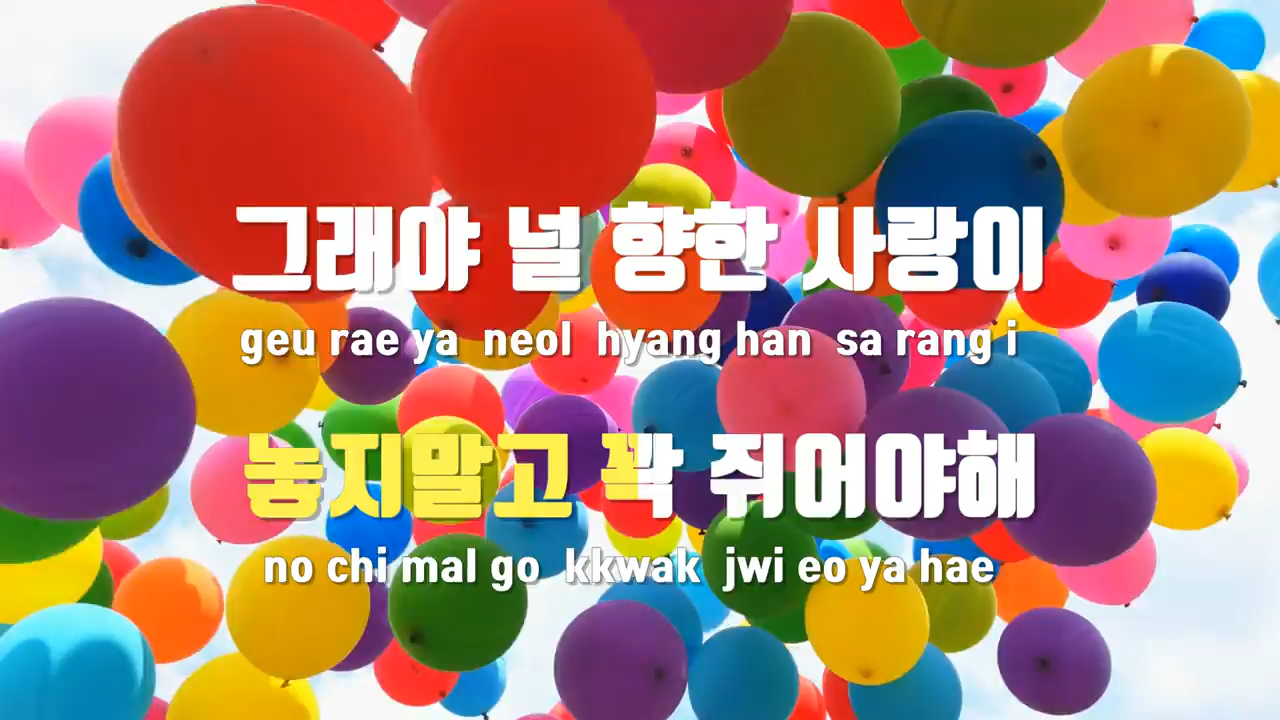 그래야 널 향한 사랑이
geu rae ya neol hyang han sa rang i
놓지말고 꽉 쥐어야해
no chi mal go kkwak jwi eo ya hae